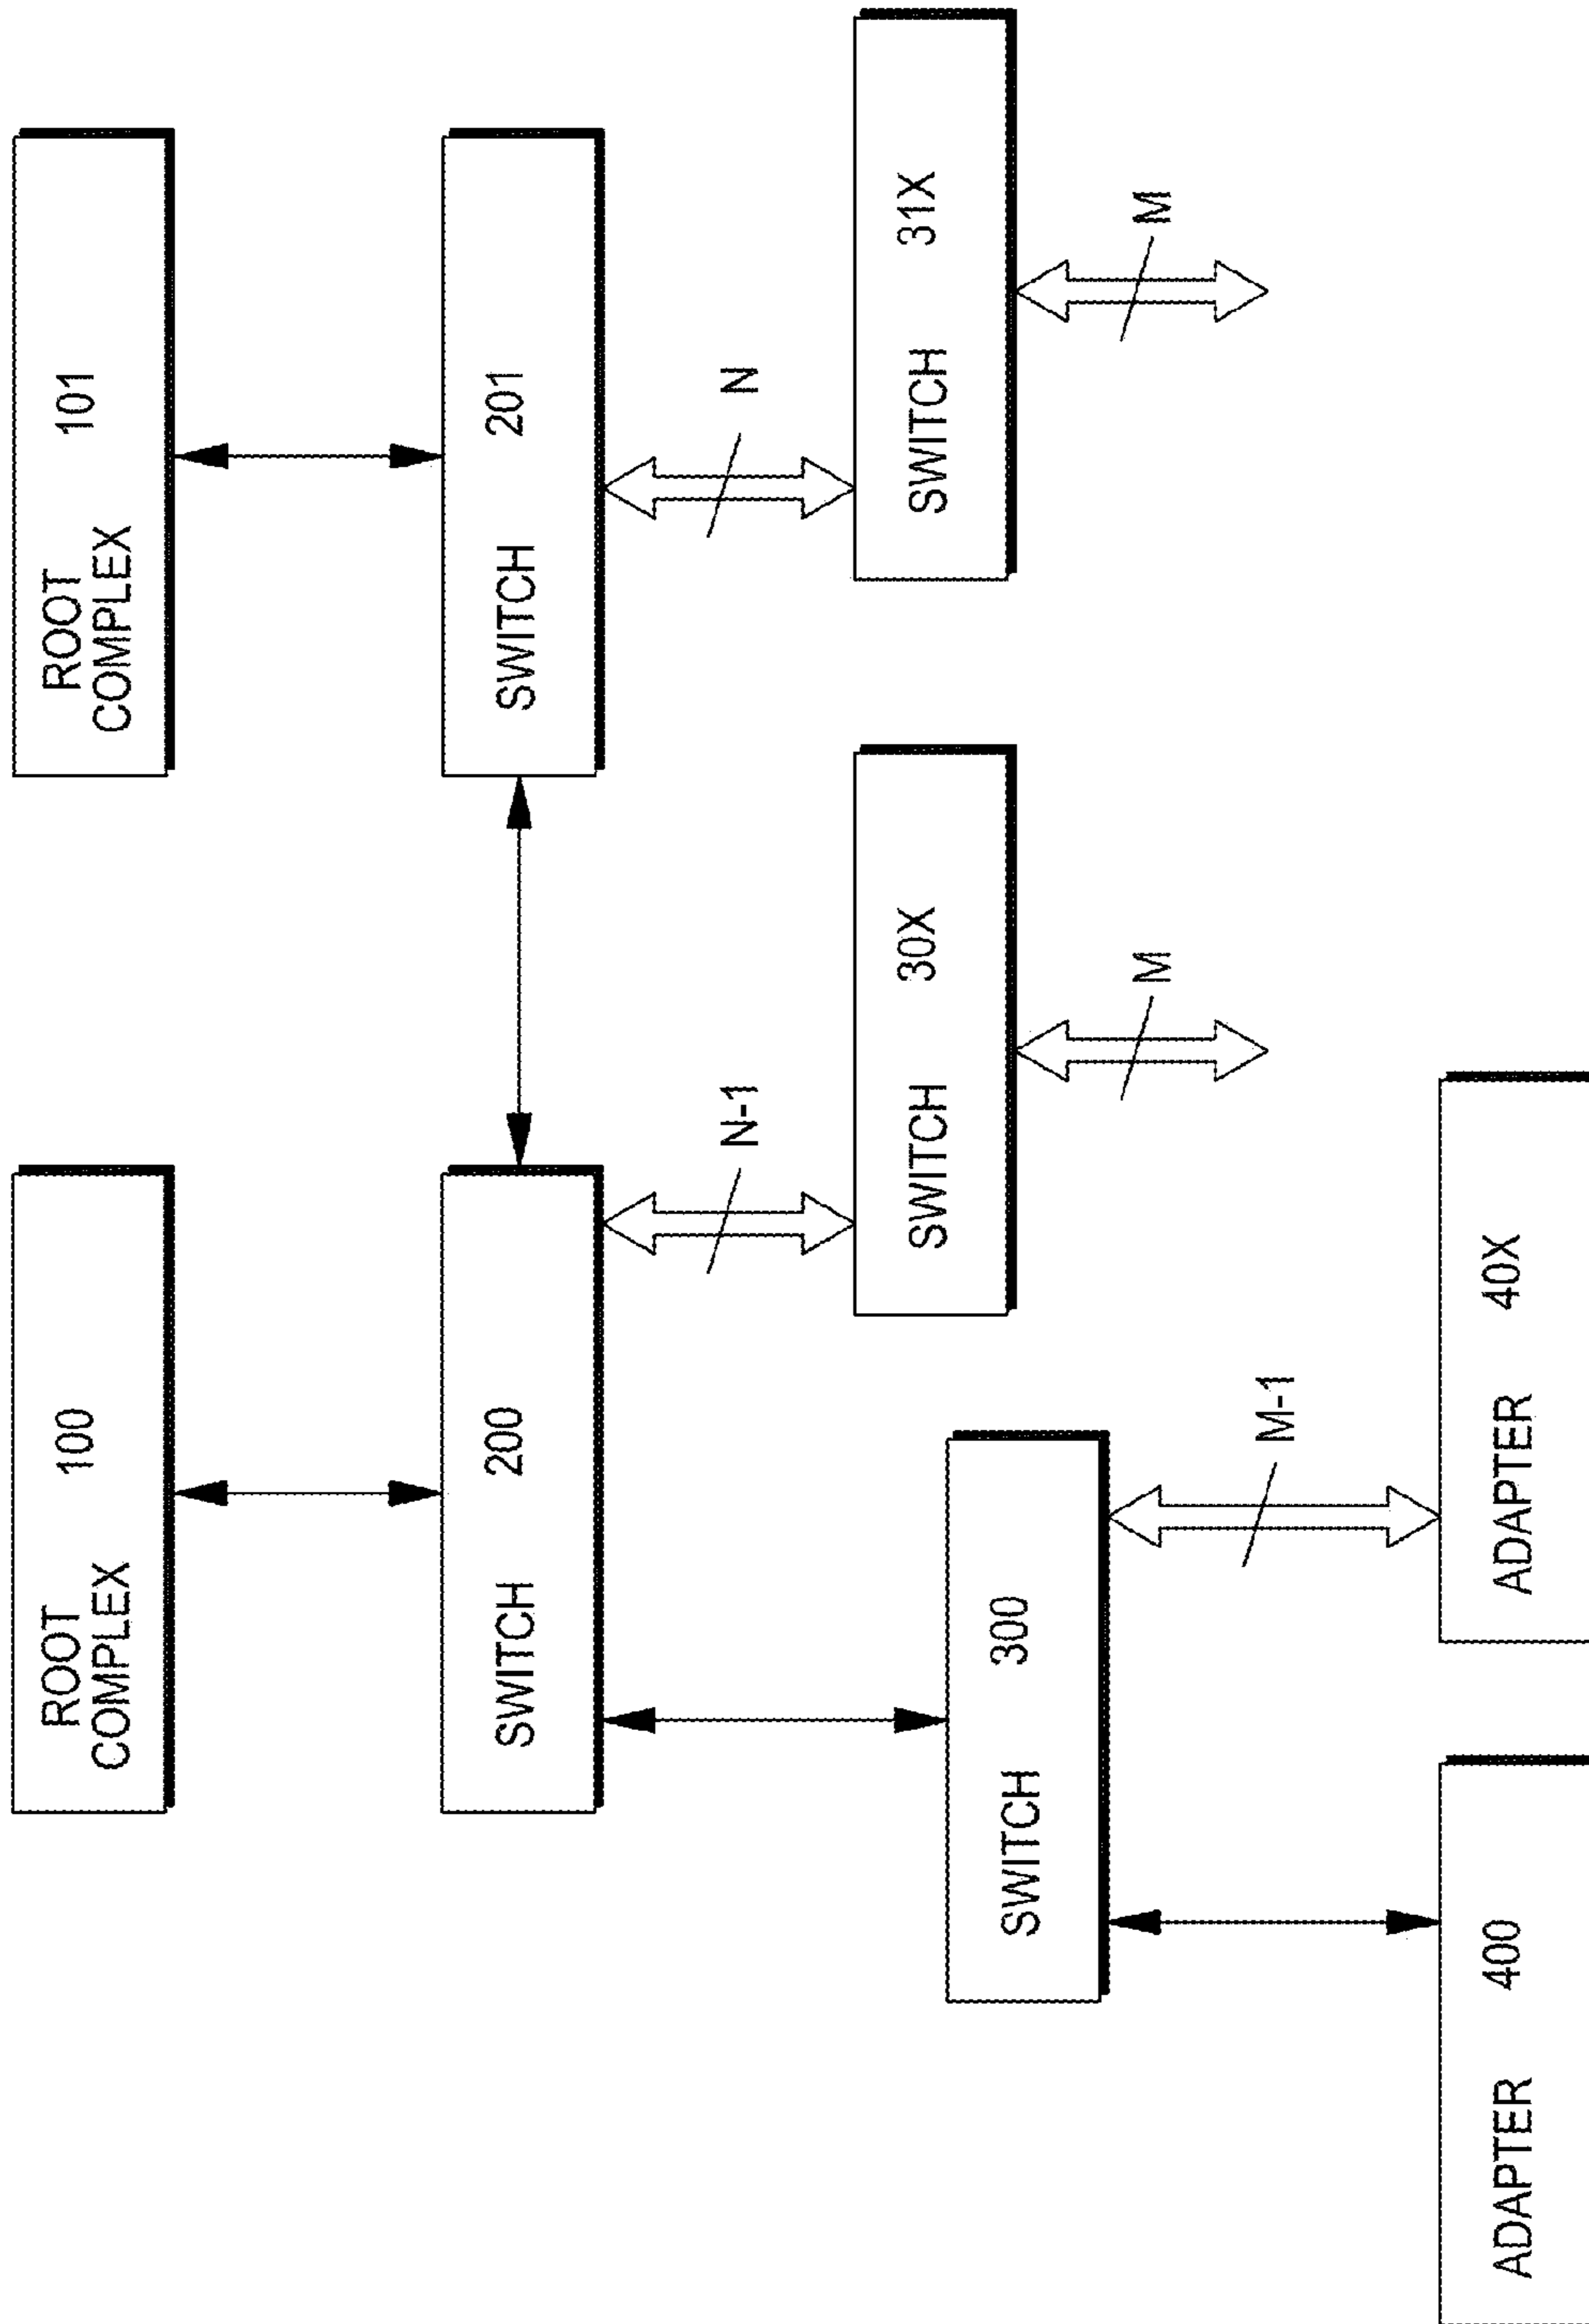 ROOT
COMPLEX 100
ROOT
COMPLEX 101
SWITCH 200
SWITCH 201
N-1
N
SWITCH 30X
SWITCH 31X
SWITCH 300
M
M
M-1
ADAPTER 400
ADAPTER 40X